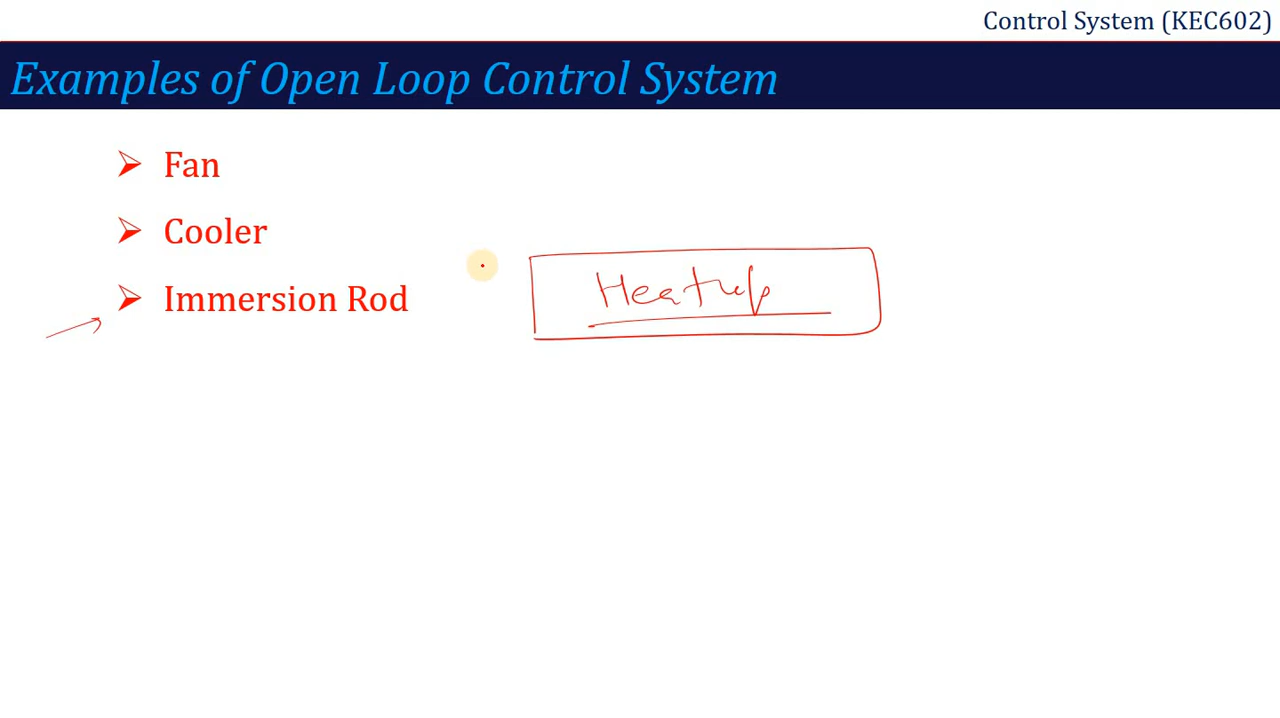 Control System (KEC602)
Examples of Open Loop Control System
Fan
Cooler
Immersion Rod
Heatup